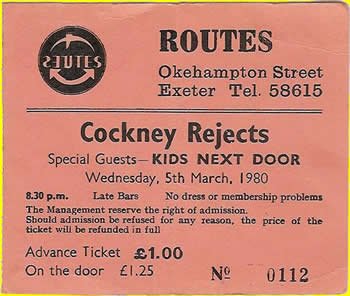 ROUTES
ROUTES
Okehampton Street
Exeter Tel. 58615
Cockney Rejects
Special Guests—KIDS NEXT DOOR
Wednesday, 5th March, 1980
8.30 p.m. Late Bars No dress or membership problems
The Management reserve the right of admission.
Should admission be refused for any reason, the price of the
ticket will be refunded in full
Advance Ticket £1.00
On the door £1.25 No 0112